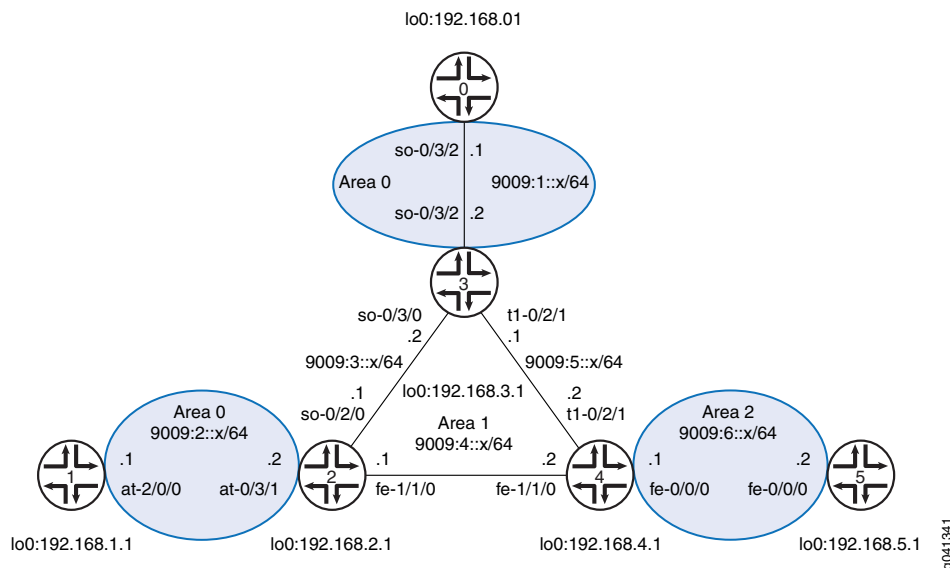 lo0:192.168.01
0
so-0/3/2 .1
Area 0 9009:1::x/64
so-0/3/2 .2
3
so-0/3/0 t1-0/2/1
.2 .1
9009:3::x/64 9009:5::x/64
.1 lo0:192.168.3.1 .2
so-0/2/0 Area 1 t1-0/2/1
9009:4::x/64
Area 0
9009:2::x/64
Area 2
9009:6::x/64
.1 .2 .1 .2 .1 .2
1 2 4 5
at-2/0/0 at-0/3/1 fe-1/1/0 fe-1/1/0 fe-0/0/0 fe-0/0/0
lo0:192.168.1.1 lo0:192.168.2.1 lo0:192.168.4.1 lo0:192.168.5.1
g041341